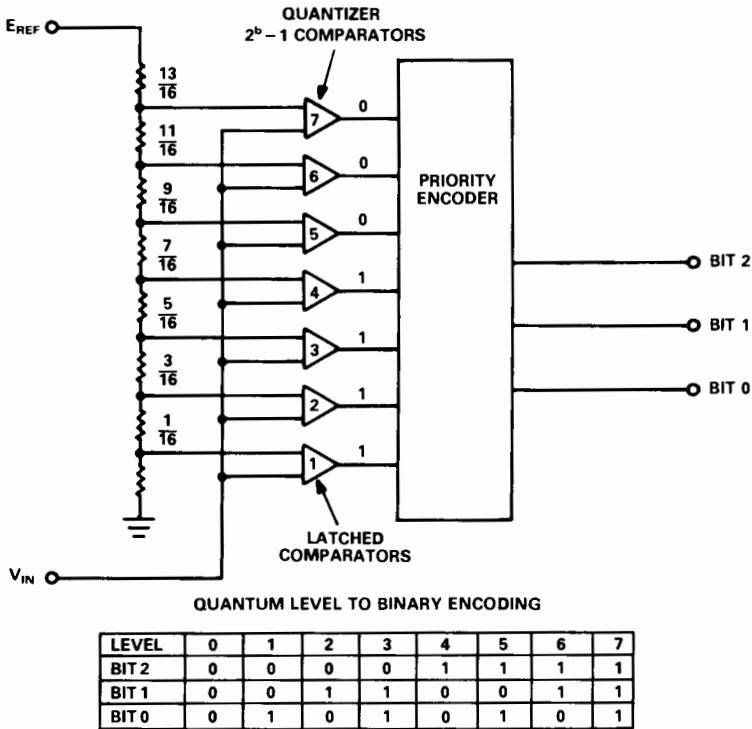 QUANTIZER
2ᵇ – 1 COMPARATORS
E_REF
13/16
11/16
9/16
7/16
5/16
3/16
1/16
7
0
6
0
5
0
4
1
3
1
2
1
1
1
PRIORITY
ENCODER
BIT 2
BIT 1
BIT 0
LATCHED
COMPARATORS
V_IN
QUANTUM LEVEL TO BINARY ENCODING
LEVEL 0 1 2 3 4 5 6 7
BIT 2 0 0 0 0 1 1 1 1
BIT 1 0 0 1 1 0 0 1 1
BIT 0 0 1 0 1 0 1 0 1